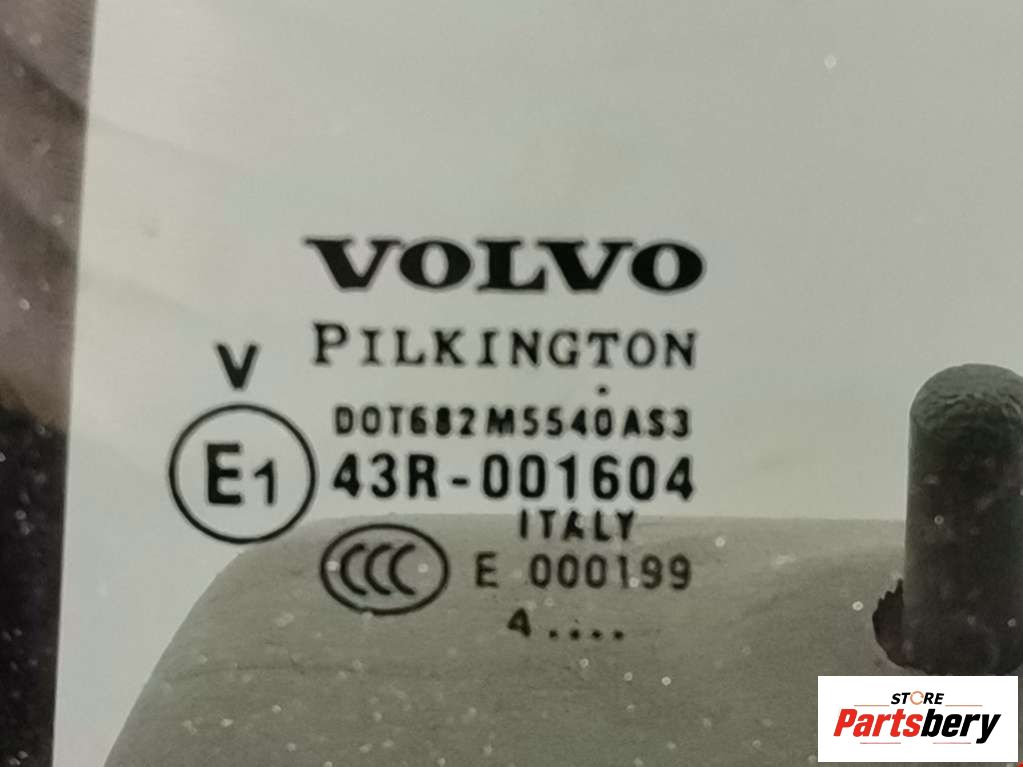 VOLVO
PILKINGTON
V
DOT682M5540AS3
E1 43R-001604
ITALY
CCC E 000199
4 ....
STORE
Partsbery